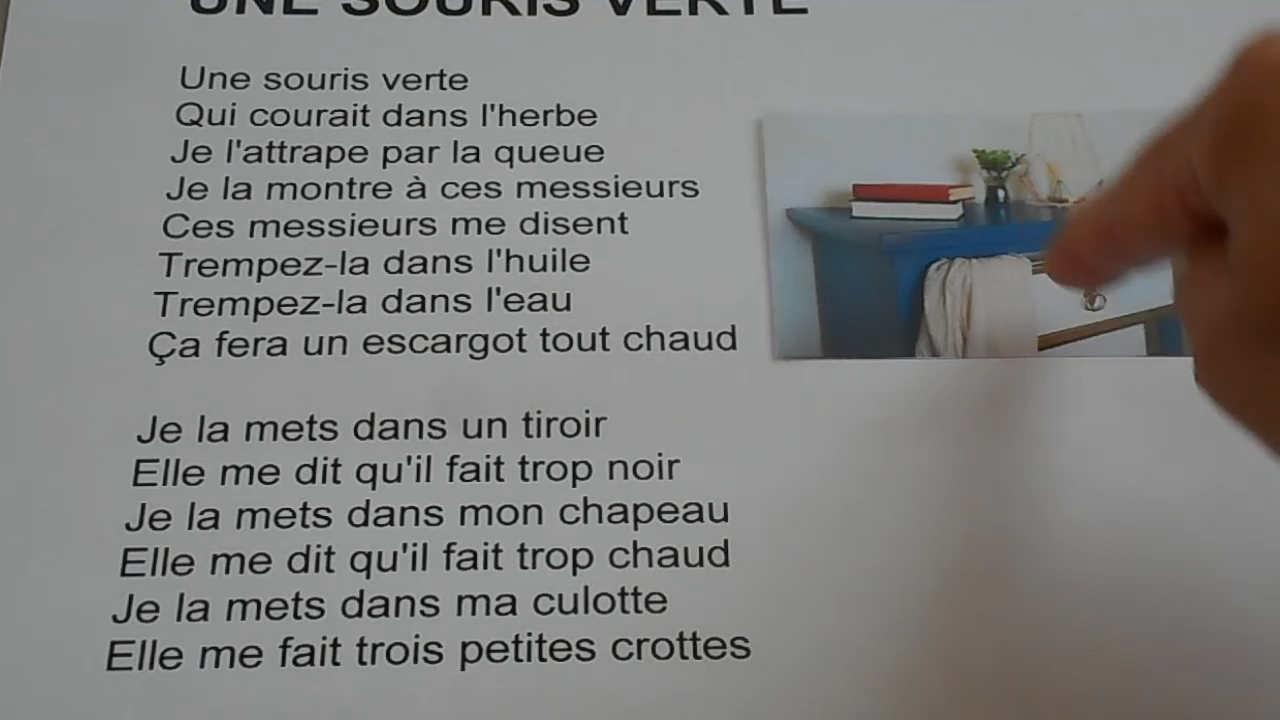 UNE SOURIS VERTE
Une souris verte
Qui courait dans l'herbe
Je l'attrape par la queue
Je la montre à ces messieurs
Ces messieurs me disent
Trempez-la dans l'huile
Trempez-la dans l'eau
Ça fera un escargot tout chaud
Je la mets dans un tiroir
Elle me dit qu'il fait trop noir
Je la mets dans mon chapeau
Elle me dit qu'il fait trop chaud
Je la mets dans ma culotte
Elle me fait trois petites crottes